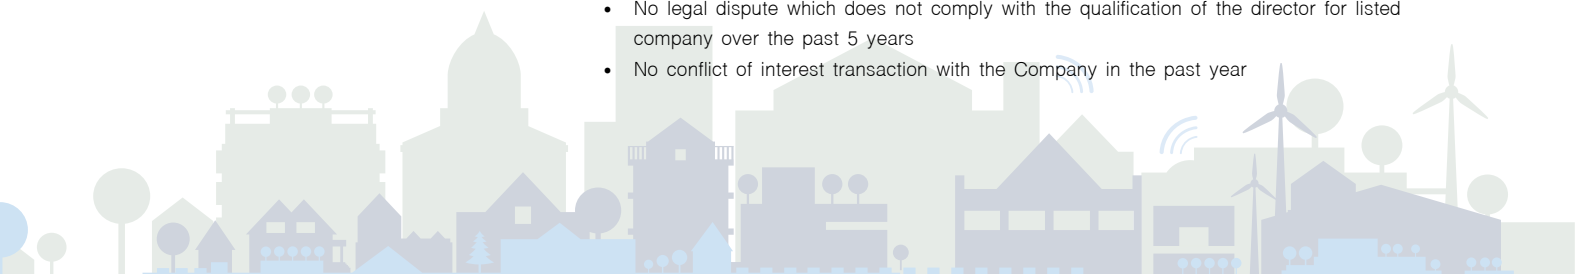 • No legal dispute which does not comply with the qualification of the director for listed
company over the past 5 years
• No conflict of interest transaction with the Company in the past year